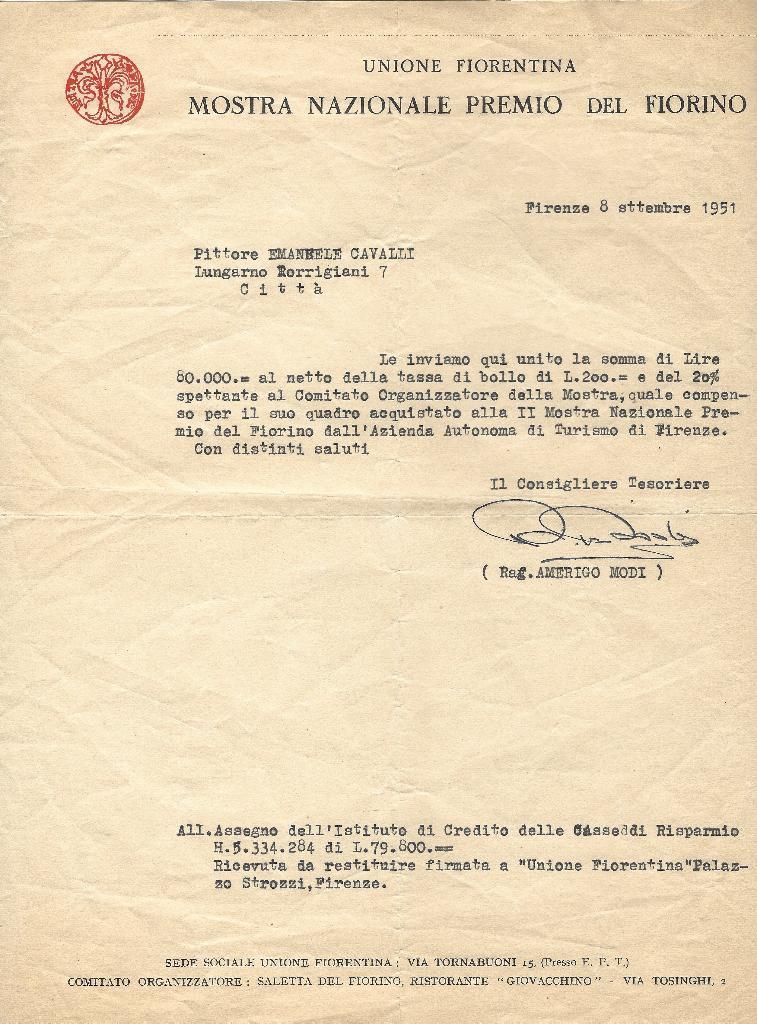 UNIONE FIORENTINA
MOSTRA NAZIONALE PREMIO DEL FIORINO
Firenze 8 sttembre 1951
Pittore EMANUELE CAVALLI
Lungarno Torrigiani 7
C i t t à
Le inviamo qui unito la somma di Lire
80.000.= al netto della tassa di bollo di L.200.= e del 20%
spettante al Comitato Organizzatore della Mostra,quale compen-
so per il suo quadro acquistato alla II Mostra Nazionale Pre-
mio del Fiorino dall'Azienda Autonoma di Turismo di Firenze.
Con distinti saluti
Il Consigliere Tesoriere
( Rag.AMERIGO MODI )
All.Assegno dell'Istituto di Credito delle Casse di Risparmio
H.5.334.284 di L.79.800.==
Ricevuta da restituire firmata a "Unione Fiorentina"Palaz-
zo Strozzi,Firenze.
SEDE SOCIALE UNIONE FIORENTINA ; VIA TORNABUONI 15, (Presso E. P. T.)
COMITATO ORGANIZZATORE ; SALETTA DEL FIORINO, RISTORANTE "GIOVACCHINO" - VIA TOSINGHI, 2